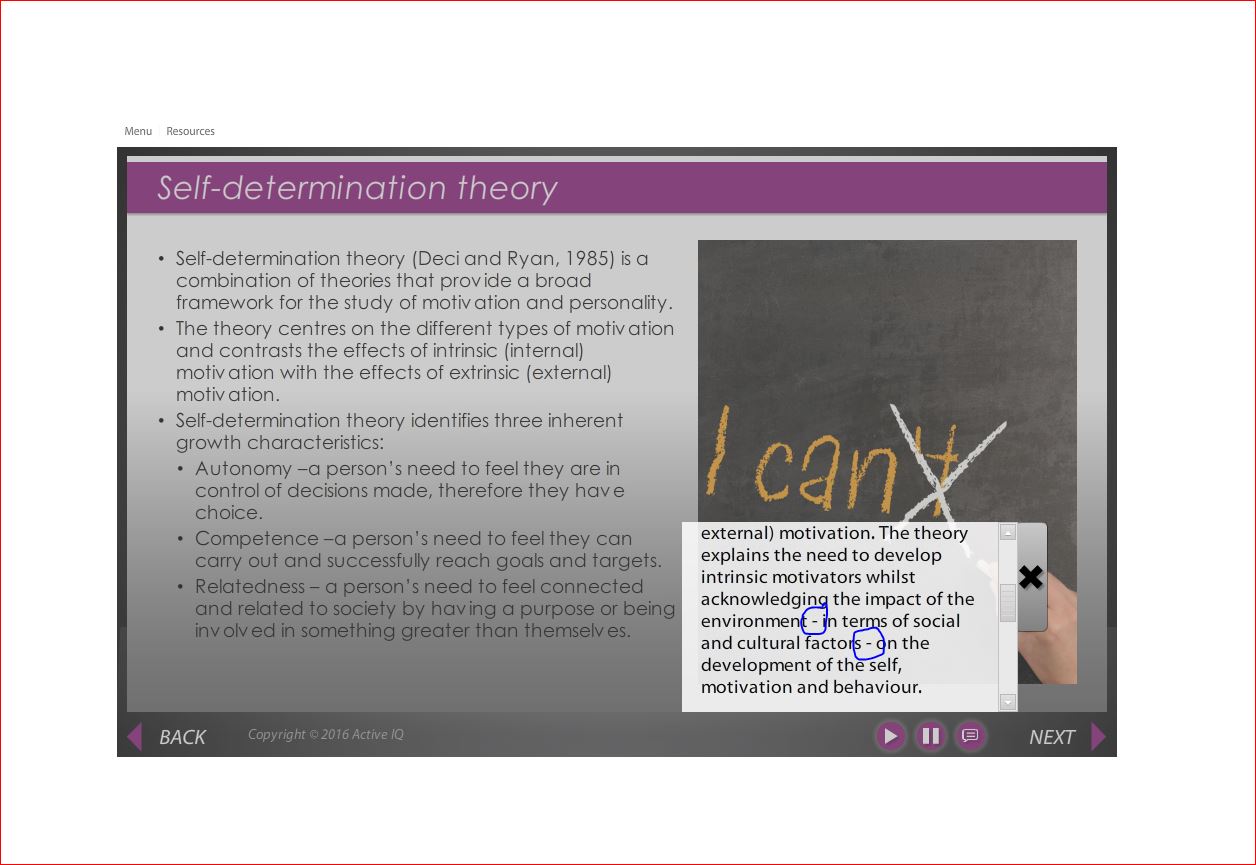 Menu Resources
Self-determination theory
• Self-determination theory (Deci and Ryan, 1985) is a
combination of theories that provide a broad
framework for the study of motivation and personality.
• The theory centres on the different types of motivation
and contrasts the effects of intrinsic (internal)
motivation with the effects of extrinsic (external)
motivation.
• Self-determination theory identifies three inherent
growth characteristics:
• Autonomy –a person’s need to feel they are in
control of decisions made, therefore they have
choice.
• Competence –a person’s need to feel they can
carry out and successfully reach goals and targets.
• Relatedness – a person’s need to feel connected
and related to society by having a purpose or being
involved in something greater than themselves.
I can't
external) motivation. The theory
explains the need to develop
intrinsic motivators whilst
acknowledging the impact of the
environment - in terms of social
and cultural factors - on the
development of the self,
motivation and behaviour.
BACK
Copyright © 2016 Active IQ
NEXT